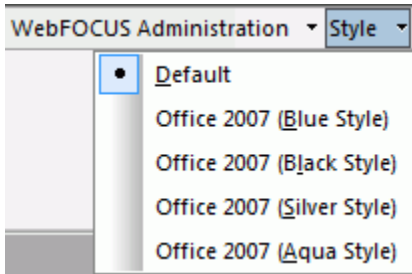 WebFOCUS Administration Style
Default
Office 2007 (Blue Style)
Office 2007 (Black Style)
Office 2007 (Silver Style)
Office 2007 (Aqua Style)